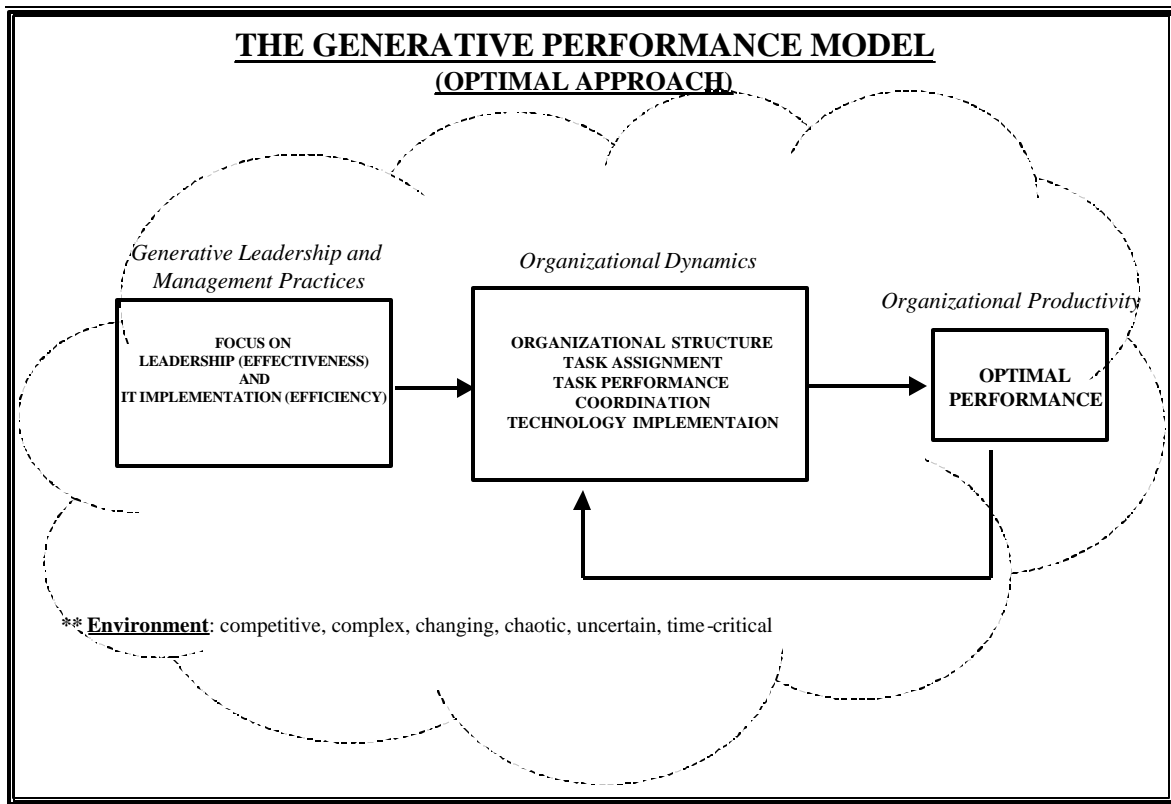 THE GENERATIVE PERFORMANCE MODEL
(OPTIMAL APPROACH)
Generative Leadership and
Management Practices
FOCUS ON
LEADERSHIP (EFFECTIVENESS)
AND
IT IMPLEMENTATION (EFFICIENCY)
Organizational Dynamics
ORGANIZATIONAL STRUCTURE
TASK ASSIGNMENT
TASK PERFORMANCE
COORDINATION
TECHNOLOGY IMPLEMENTAION
Organizational Productivity
OPTIMAL
PERFORMANCE
** Environment: competitive, complex, changing, chaotic, uncertain, time-critical